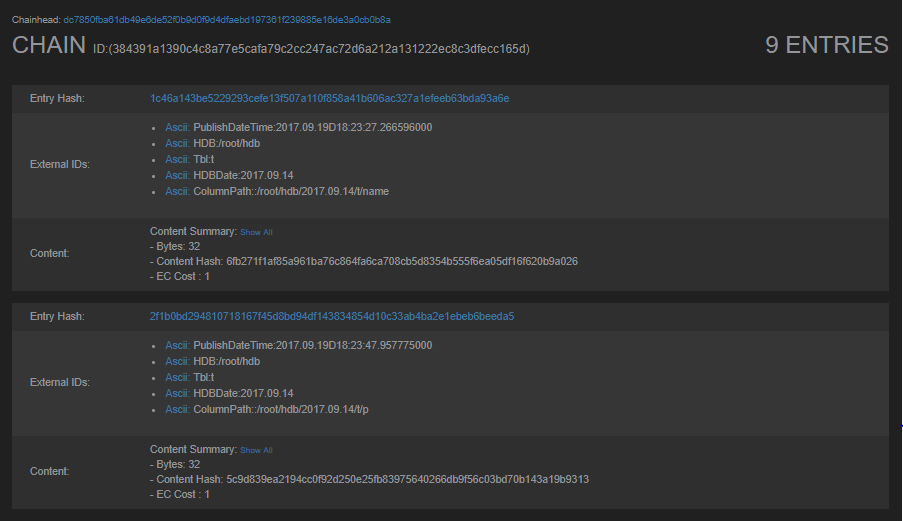 Chainhead: dc7850fba61db49e6de52f0b9d0f9d4dfaebd197361f239885e16de3a0cb0b8a
CHAIN ID:(384391a1390c4c8a77e5cafa79c2cc247ac72d6a212a131222ec8c3dfecc165d) 9 ENTRIES
Entry Hash: 1c46a143be5229293cefe13f507a110f858a41b606ac327a1efeeb63bda93a6e
External IDs:
• Ascii: PublishDateTime:2017.09.19D18:23:27.266596000
• Ascii: HDB:/root/hdb
• Ascii: Tbl:t
• Ascii: HDBDate:2017.09.14
• Ascii: ColumnPath::/root/hdb/2017.09.14/t/name
Content:
Content Summary: Show All
- Bytes: 32
- Content Hash: 6fb271f1af85a961ba76c864fa6ca708cb5d8354b555f6ea05df16f620b9a026
- EC Cost : 1
Entry Hash: 2f1b0bd294810718167f45d8bd94df143834854d10c33ab4ba2e1ebeb6beeda5
External IDs:
• Ascii: PublishDateTime:2017.09.19D18:23:47.957775000
• Ascii: HDB:/root/hdb
• Ascii: Tbl:t
• Ascii: HDBDate:2017.09.14
• Ascii: ColumnPath::/root/hdb/2017.09.14/t/p
Content:
Content Summary: Show All
- Bytes: 32
- Content Hash: 5c9d839ea2194cc0f92d250e25fb83975640266db9f56c03bd70b143a19b9313
- EC Cost : 1